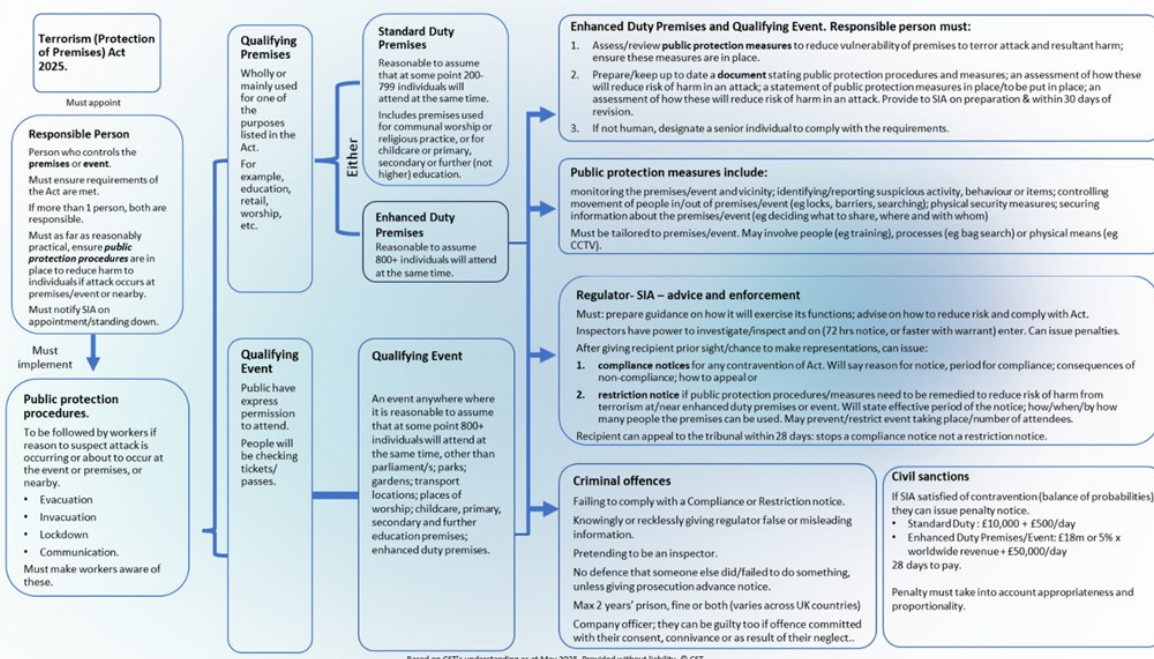 Terrorism (Protection
of Premises) Act
2025.
Must appoint
Responsible Person
Person who controls the
premises or event.
Must ensure requirements of
the Act are met.
If more than 1 person, both are
responsible.
Must as far as reasonably
practical, ensure public
protection procedures are in
place to reduce harm to
individuals if attack occurs at
premises/event or nearby.
Must notify SIA on
appointment/standing down.
Must
implement
Public protection
procedures.
To be followed by workers if
reason to suspect attack is
occurring or about to occur at
the event or premises, or
nearby.
• Evacuation
• Invacuation
• Lockdown
• Communication.
Must make workers aware of
these.
Qualifying
Premises
Wholly or
mainly used
for one of
the
purposes
listed in the
Act.
For
example,
education,
retail,
worship,
etc.
Qualifying
Event
Public have
express
permission
to attend.
People will
be checking
tickets/
passes.
Either
Standard Duty
Premises
Reasonable to assume
that at some point 200-
799 individuals will
attend at the same time.
Includes premises used
for communal worship or
religious practice, or for
childcare or primary,
secondary or further (not
higher) education.
Enhanced Duty
Premises
Reasonable to assume
800+ individuals will attend
at the same time.
Qualifying Event
An event anywhere where
it is reasonable to assume
that at some point 800+
individuals will attend at
the same time, other than
parliament/s; parks;
gardens; transport
locations; places of
worship; childcare, primary,
secondary and further
education premises;
enhanced duty premises.
Enhanced Duty Premises and Qualifying Event. Responsible person must:
1. Assess/review public protection measures to reduce vulnerability of premises to terror attack and resultant harm;
ensure these measures are in place.
2. Prepare/keep up to date a document stating public protection procedures and measures; an assessment of how these
will reduce risk of harm in an attack; a statement of public protection measures in place/to be put in place; an
assessment of how these will reduce risk of harm in an attack. Provide to SIA on preparation & within 30 days of
revision.
3. If not human, designate a senior individual to comply with the requirements.
Public protection measures include:
monitoring the premises/event and vicinity; identifying/reporting suspicious activity, behaviour or items; controlling
movement of people in/out of premises/event (eg locks, barriers, searching); physical security measures; securing
information about the premises/event (eg deciding what to share, where and with whom)
Must be tailored to premises/event. May involve people (eg training), processes (eg bag search) or physical means (eg
CCTV).
Regulator- SIA – advice and enforcement
Must: prepare guidance on how it will exercise its functions; advise on how to reduce risk and comply with Act.
Inspectors have power to investigate/inspect and on (72 hrs notice, or faster with warrant) enter. Can issue penalties.
After giving recipient prior sight/chance to make representations, can issue:
1. compliance notices for any contravention of Act. Will say reason for notice, period for compliance; consequences of
non-compliance; how to appeal or
2. restriction notice if public protection procedures/measures need to be remedied to reduce risk of harm from
terrorism at/near enhanced duty premises or event. Will state effective period of the notice; how/when/by how
many people the premises can be used. May prevent/restrict event taking place/number of attendees.
Recipient can appeal to the tribunal within 28 days: stops a compliance notice not a restriction notice.
Criminal offences
Failing to comply with a Compliance or Restriction notice.
Knowingly or recklessly giving regulator false or misleading
information.
Pretending to be an inspector.
No defence that someone else did/failed to do something,
unless giving prosecution advance notice.
Max 2 years' prison, fine or both (varies across UK countries)
Company officer; they can be guilty too if offence committed
with their consent, connivance or as result of their neglect..
Civil sanctions
If SIA satisfied of contravention (balance of probabilities)
they can issue penalty notice.
• Standard Duty : £10,000 + £500/day
• Enhanced Duty Premises/Event: £18m or 5% x
worldwide revenue + £50,000/day
28 days to pay.
Penalty must take into account appropriateness and
proportionality.
Based on CST's understanding as at May 2025. Provided without liability. © CST